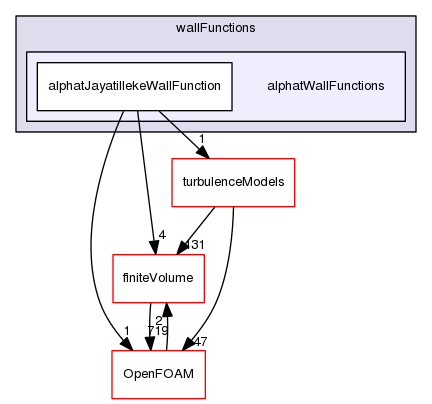 wallFunctions
alphatJayatillekeWallFunction
alphatWallFunctions
1
turbulenceModels
4
131
finiteVolume
2
719
1
47
OpenFOAM